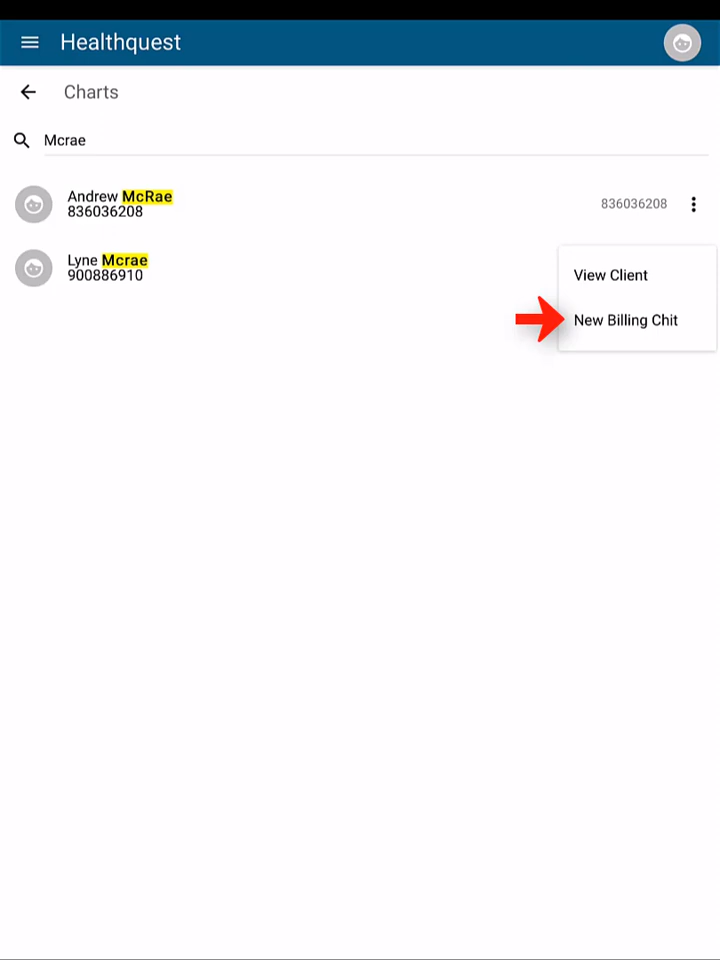 Healthquest
Charts
Mcrae
Andrew McRae
836036208
836036208
Lyne Mcrae
900886910
View Client
New Billing Chit